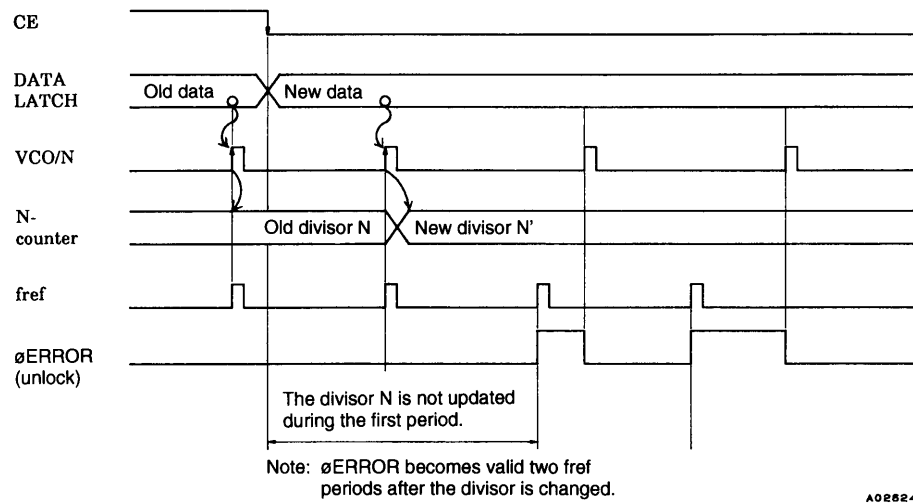 CE
DATA
LATCH
Old data
New data
VCO/N
N-
counter
Old divisor N
New divisor N'
fref
øERROR
(unlock)
The divisor N is not updated
during the first period.
Note: øERROR becomes valid two fref
periods after the divisor is changed.
A02624